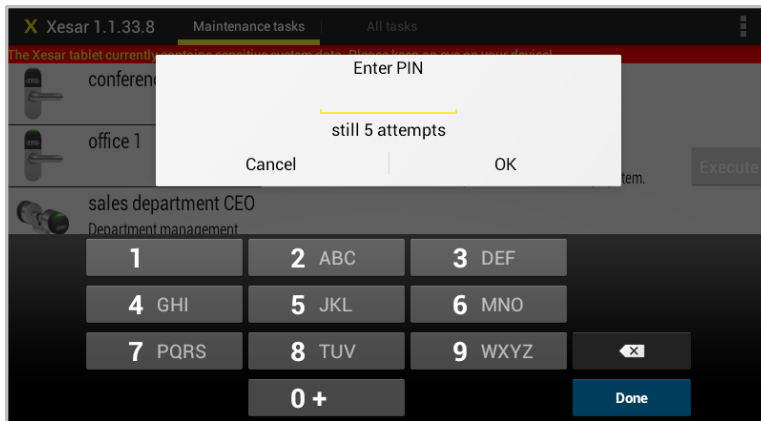 X Xesar 1.1.33.8 Maintenance tasks All tasks
The Xesar tablet currently contains sensitive system data. Please keep an eye on your device!
Enter PIN
conferen
still 5 attempts
office 1
Cancel OK
tem.
Execute
sales department CEO
Department management
1 2 ABC 3 DEF
4 GHI 5 JKL 6 MNO
7 PQRS 8 TUV 9 WXYZ
0 + Done